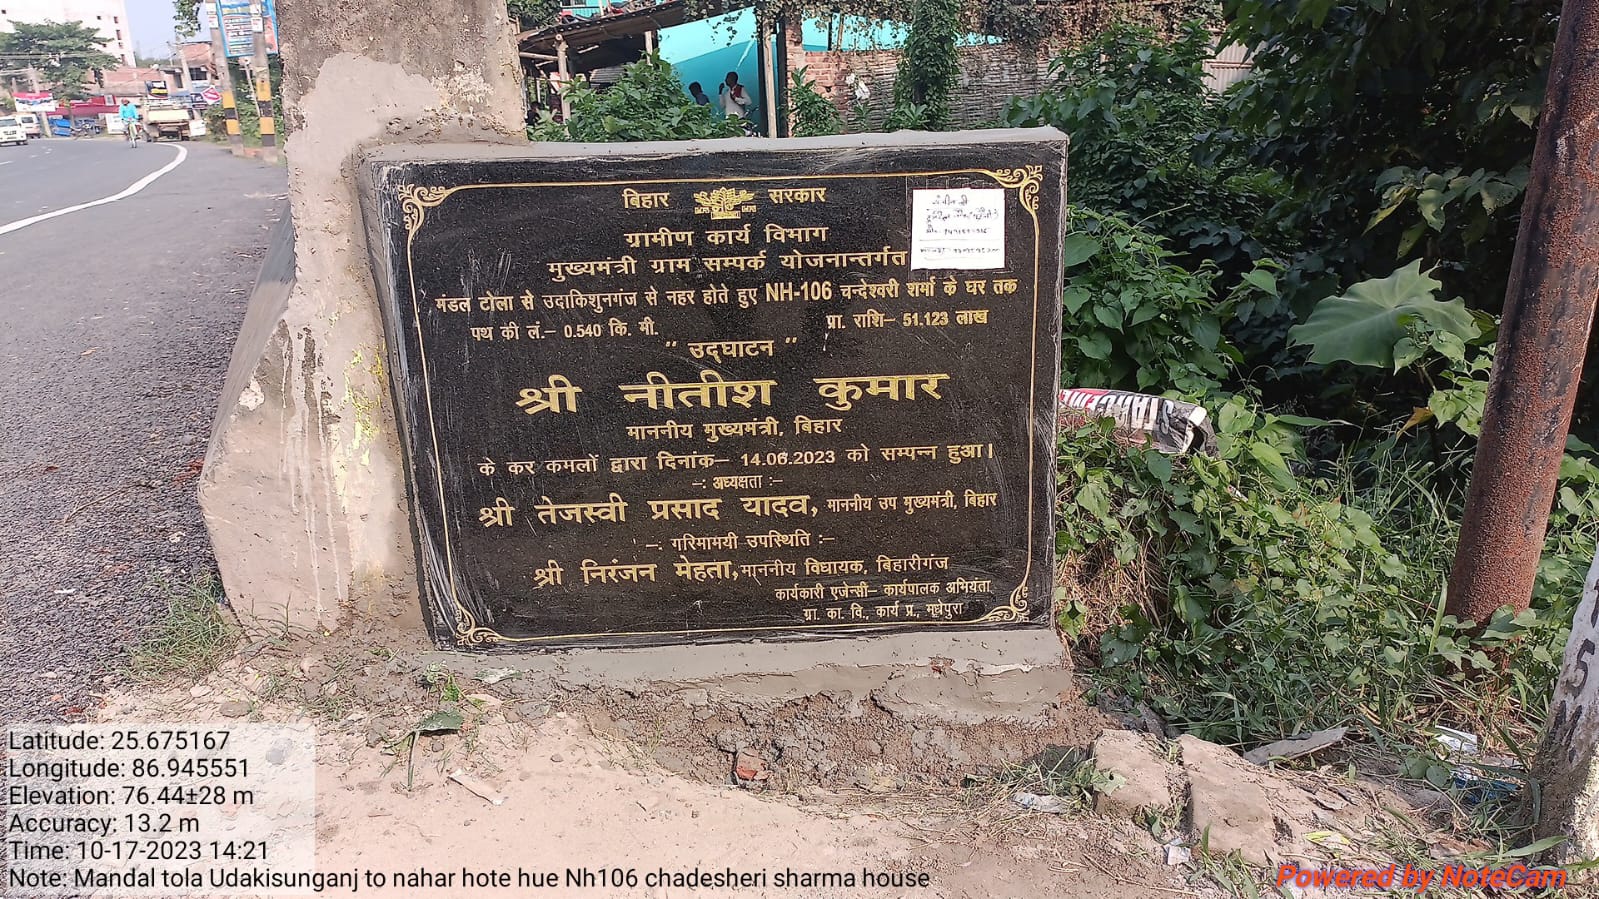 बिहार सरकार
ग्रामीण कार्य विभाग
मुख्यमंत्री ग्राम सम्पर्क योजनान्तर्गत
मंडल टोला से उदाकिशुनगंज से नहर होते हुए NH-106 चन्देश्वरी शर्मा के घर तक
पथ की लं.– 0.540 कि. मी. प्रा. राशि– 51.123 लाख
" उद्घाटन "
श्री नीतीश कुमार
माननीय मुख्यमंत्री, बिहार
के कर कमलों द्वारा दिनांक– 14.06.2023 को सम्पन्न हुआ।
–: अध्यक्षता :–
श्री तेजस्वी प्रसाद यादव, माननीय उप मुख्यमंत्री, बिहार
–: गरिमामयी उपस्थिति :–
श्री निरंजन मेहता, माननीय विधायक, बिहारीगंज
कार्यकारी एजेन्सी– कार्यपालक अभियंता
ग्रा. का. वि., कार्य प्र., मधेपुरा
Latitude: 25.675167
Longitude: 86.945551
Elevation: 76.44±28 m
Accuracy: 13.2 m
Time: 10-17-2023 14:21
Note: Mandal tola Udakisunganj to nahar hote hue Nh106 chadesheri sharma house
Powered by NoteCam